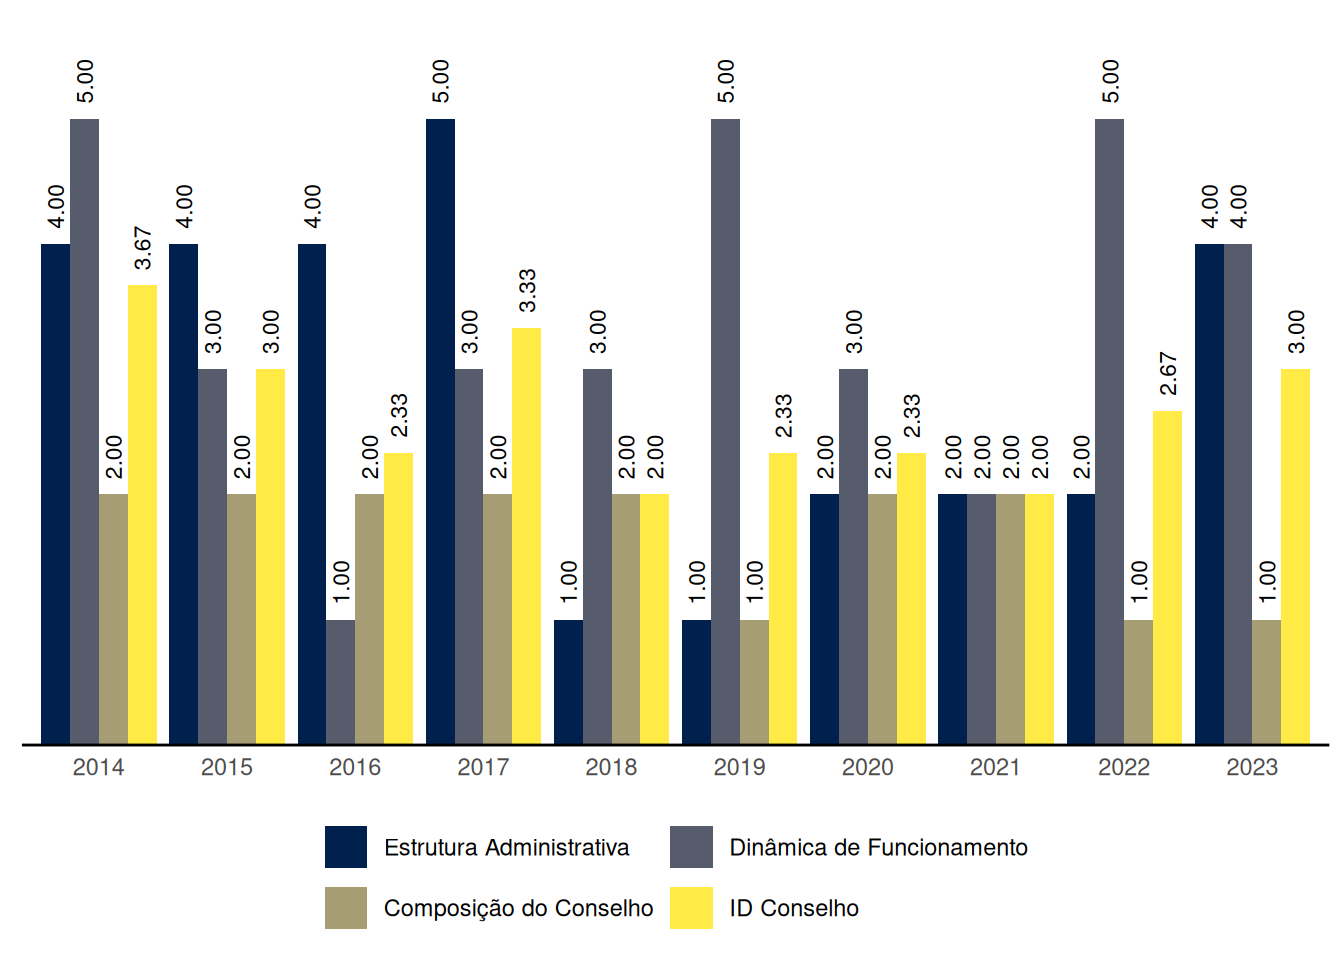 4.00 5.00 2.00 3.67 4.00 3.00 2.00 3.00 4.00 1.00 2.00 2.33 5.00 3.00 2.00 3.33 1.00 3.00 2.00 2.00 1.00 5.00 1.00 2.33 2.00 3.00 2.00 2.33 2.00 2.00 2.00 2.00 2.00 5.00 1.00 2.67 4.00 4.00 1.00 3.00
2014 2015 2016 2017 2018 2019 2020 2021 2022 2023
Estrutura Administrativa Dinâmica de Funcionamento
Composição do Conselho ID Conselho